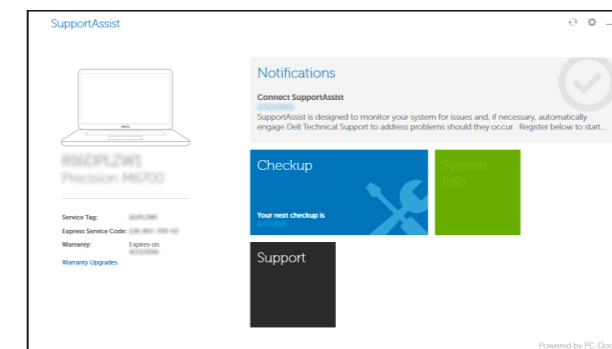 SupportAssist
Notifications
Connect SupportAssist
SupportAssist is designed to monitor your system for issues and, if necessary, automatically
engage Dell Technical Support to address problems should they occur. Register below to start...
Precision M6700
Checkup
System
Info
Your next checkup is
Service Tag:
Express Service Code:
Warranty: Expires on
Warranty Upgrades
Support
Powered by PC-Doc